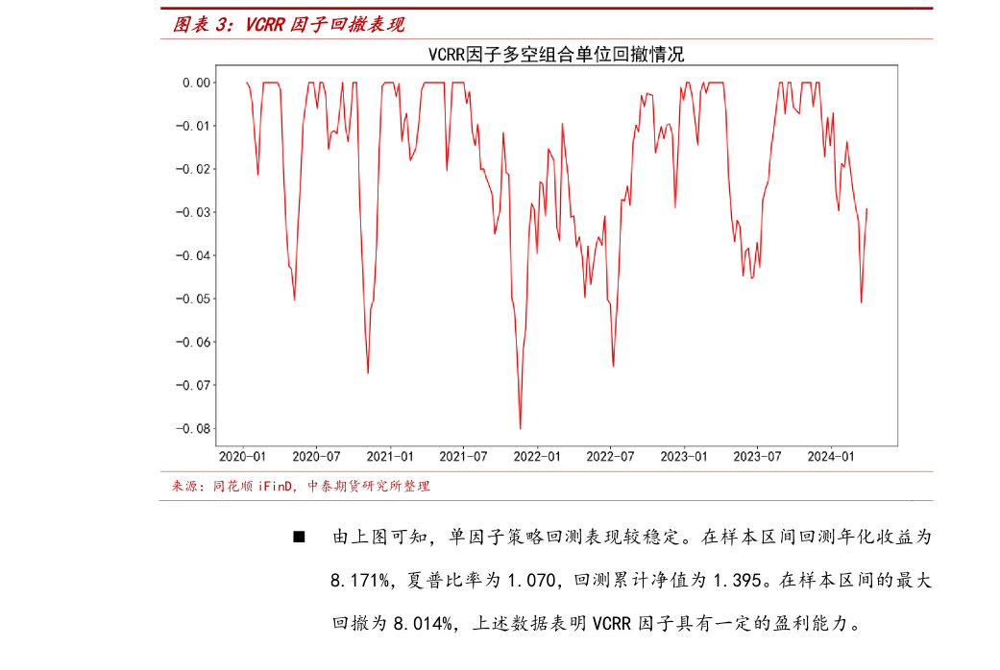 图表 3：VCRR 因子回撤表现
VCRR因子多空组合单位回撤情况
0.00
-0.01
-0.02
-0.03
-0.04
-0.05
-0.06
-0.07
-0.08
2020-01 2020-07 2021-01 2021-07 2022-01 2022-07 2023-01 2023-07 2024-01
来源：同花顺 iFinD，中泰期货研究所整理
■ 由上图可知，单因子策略回测表现较稳定。在样本区间回测年化收益为
8.171%，夏普比率为 1.070，回测累计净值为 1.395。在样本区间的最大
回撤为 8.014%，上述数据表明 VCRR 因子具有一定的盈利能力。